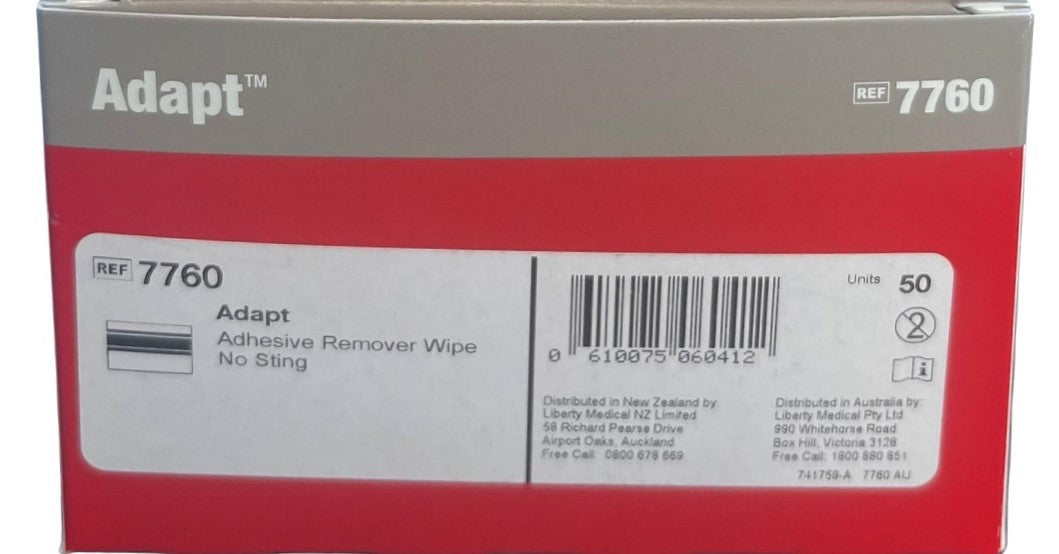 Adapt™
REF 7760
REF 7760
Adapt
Adhesive Remover Wipe
No Sting
0 610075 060412
Units 50
Distributed in New Zealand by
Liberty Medical NZ Limited
58 Richard Pearse Drive
Airport Oaks, Auckland
Free Call: 0800 678 669
Distributed in Australia by
Liberty Medical Pty Ltd
990 Whitehorse Road
Box Hill, Victoria 3128
Free Call: 1800 880 851
741759-A 7760 AU